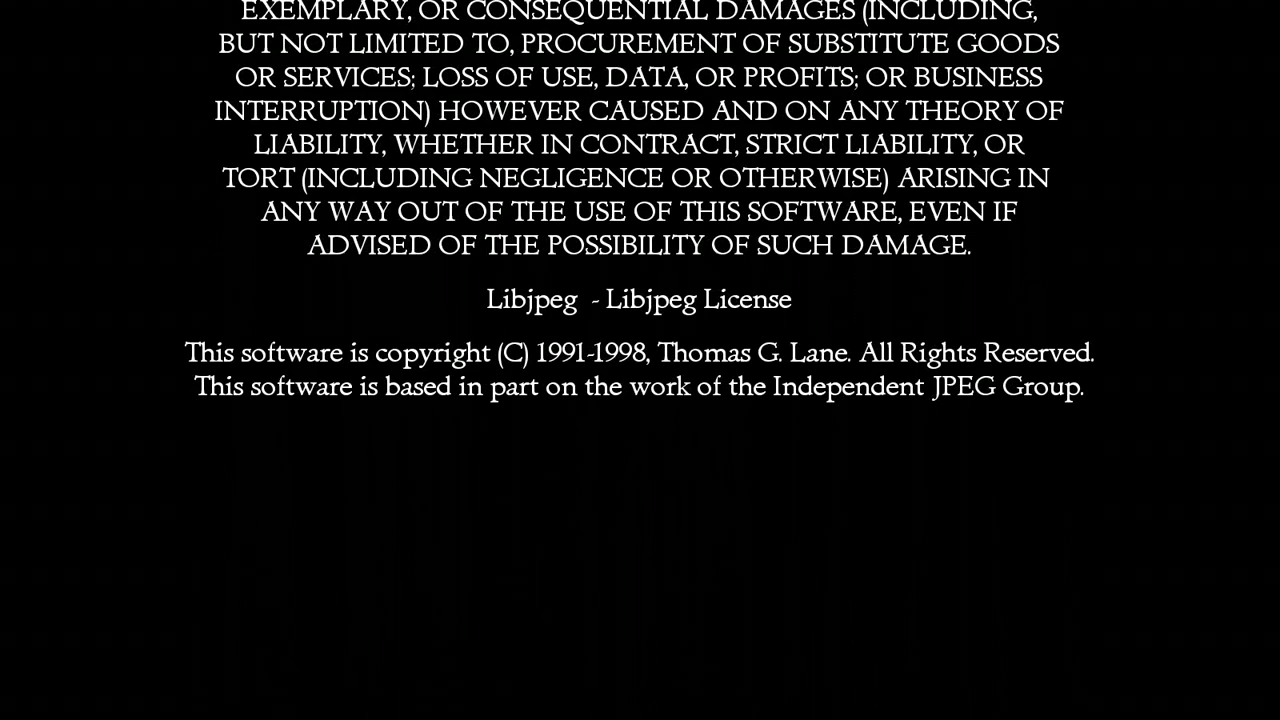 EXEMPLARY, OR CONSEQUENTIAL DAMAGES (INCLUDING,
BUT NOT LIMITED TO, PROCUREMENT OF SUBSTITUTE GOODS
OR SERVICES; LOSS OF USE, DATA, OR PROFITS; OR BUSINESS
INTERRUPTION) HOWEVER CAUSED AND ON ANY THEORY OF
LIABILITY, WHETHER IN CONTRACT, STRICT LIABILITY, OR
TORT (INCLUDING NEGLIGENCE OR OTHERWISE) ARISING IN
ANY WAY OUT OF THE USE OF THIS SOFTWARE, EVEN IF
ADVISED OF THE POSSIBILITY OF SUCH DAMAGE.
Libjpeg - Libjpeg License
This software is copyright (C) 1991-1998, Thomas G. Lane. All Rights Reserved.
This software is based in part on the work of the Independent JPEG Group.